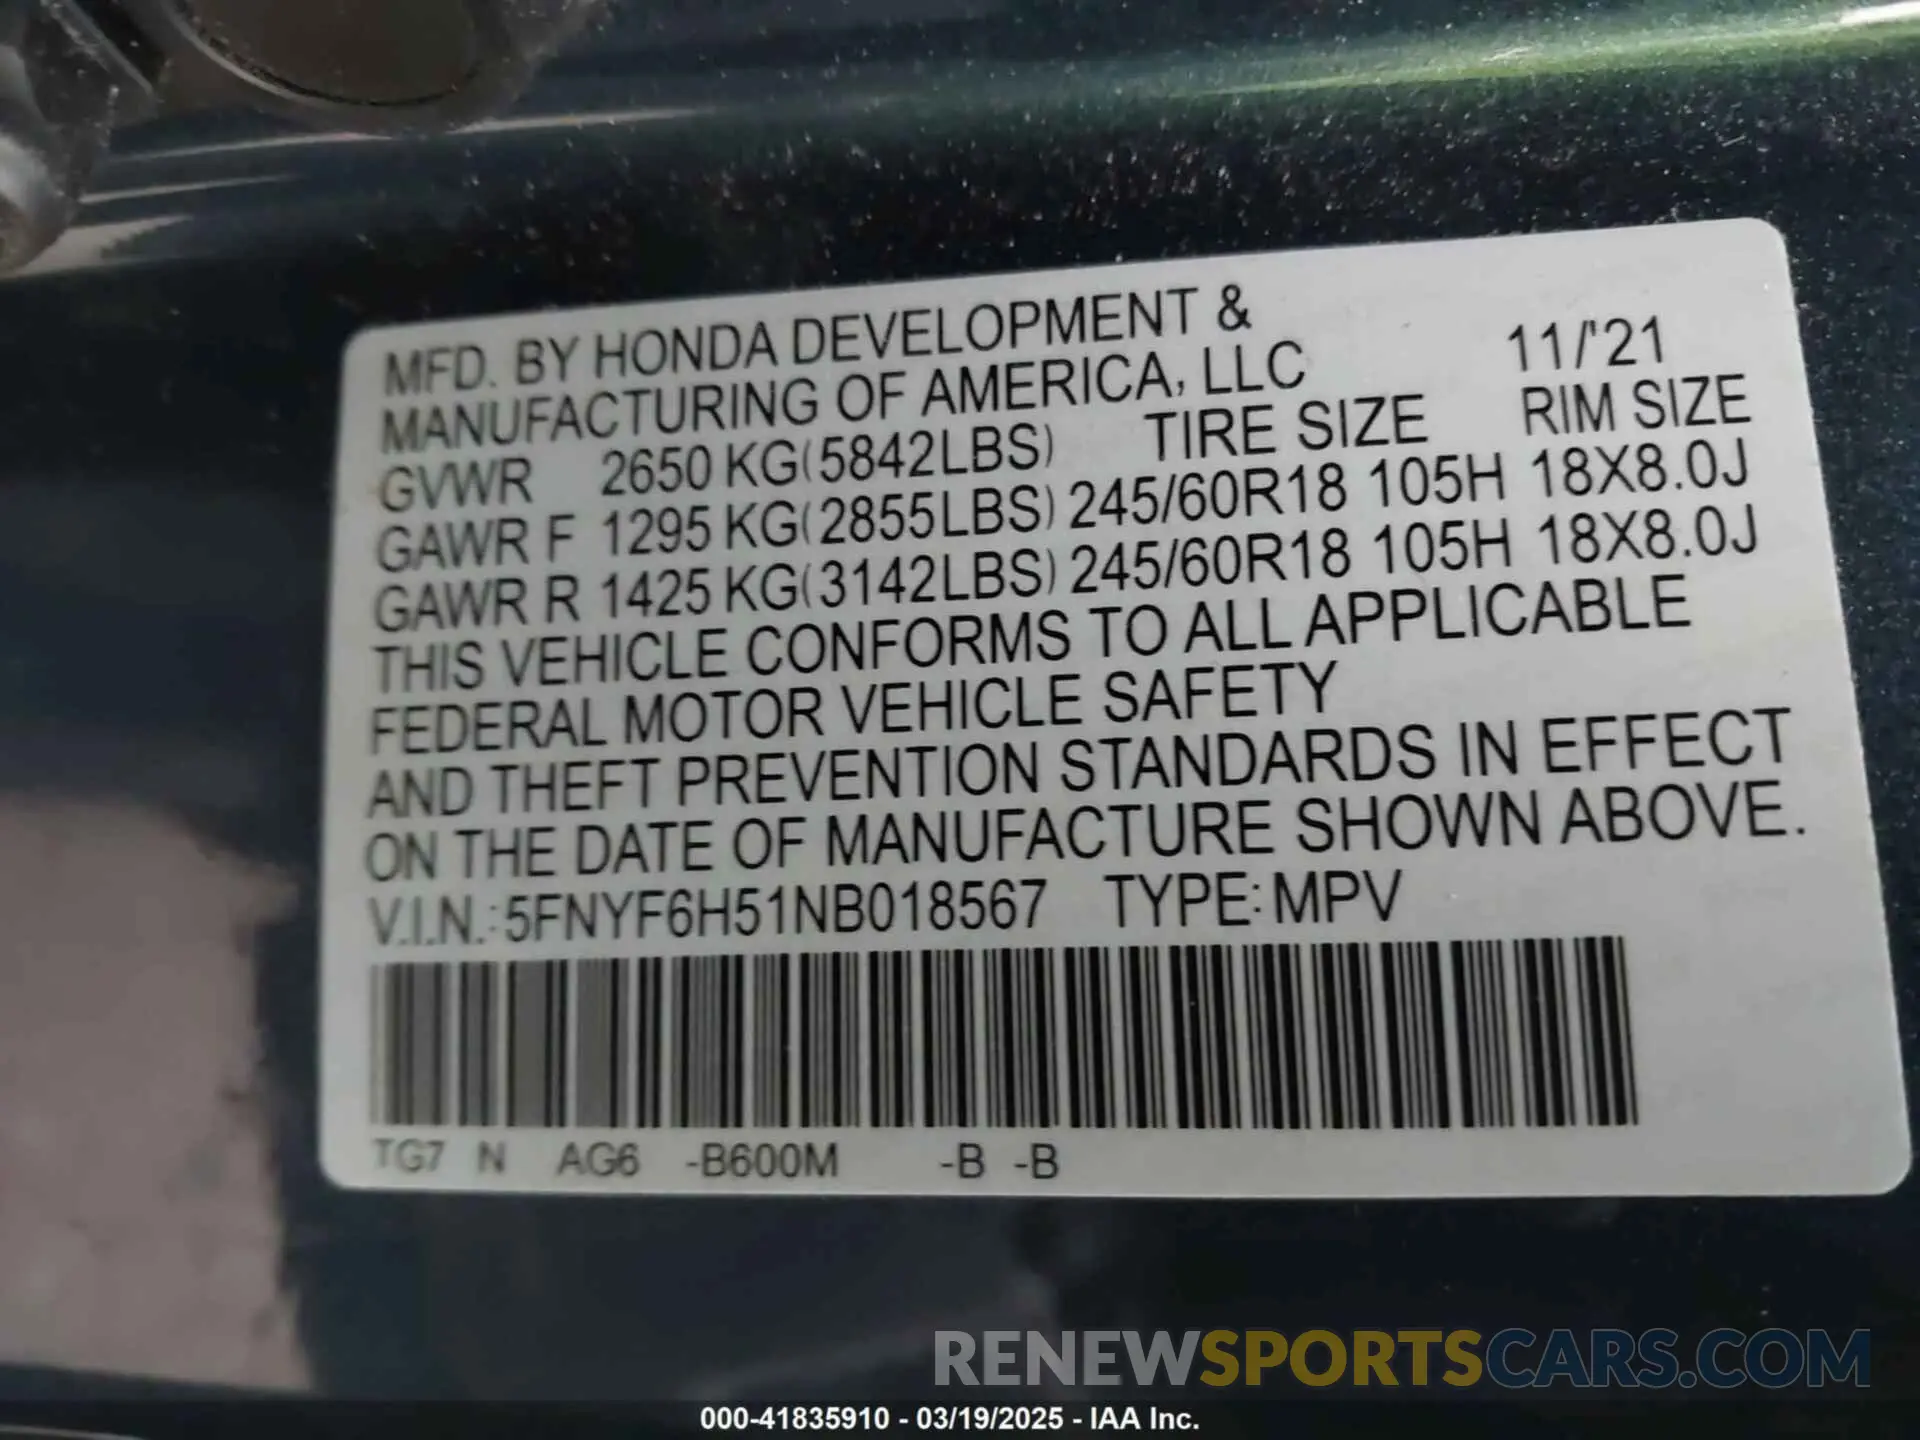 MFD. BY HONDA DEVELOPMENT &
MANUFACTURING OF AMERICA, LLC 11/'21
GVWR 2650 KG(5842LBS) TIRE SIZE RIM SIZE
GAWR F 1295 KG(2855LBS) 245/60R18 105H 18X8.0J
GAWR R 1425 KG(3142LBS) 245/60R18 105H 18X8.0J
THIS VEHICLE CONFORMS TO ALL APPLICABLE
FEDERAL MOTOR VEHICLE SAFETY
AND THEFT PREVENTION STANDARDS IN EFFECT
ON THE DATE OF MANUFACTURE SHOWN ABOVE.
V.I.N.:5FNYF6H51NB018567 TYPE:MPV
TG7 N AG6 -B600M -B -B
RENEWSPORTSCARS.COM
000-41835910 - 03/19/2025 - IAA Inc.